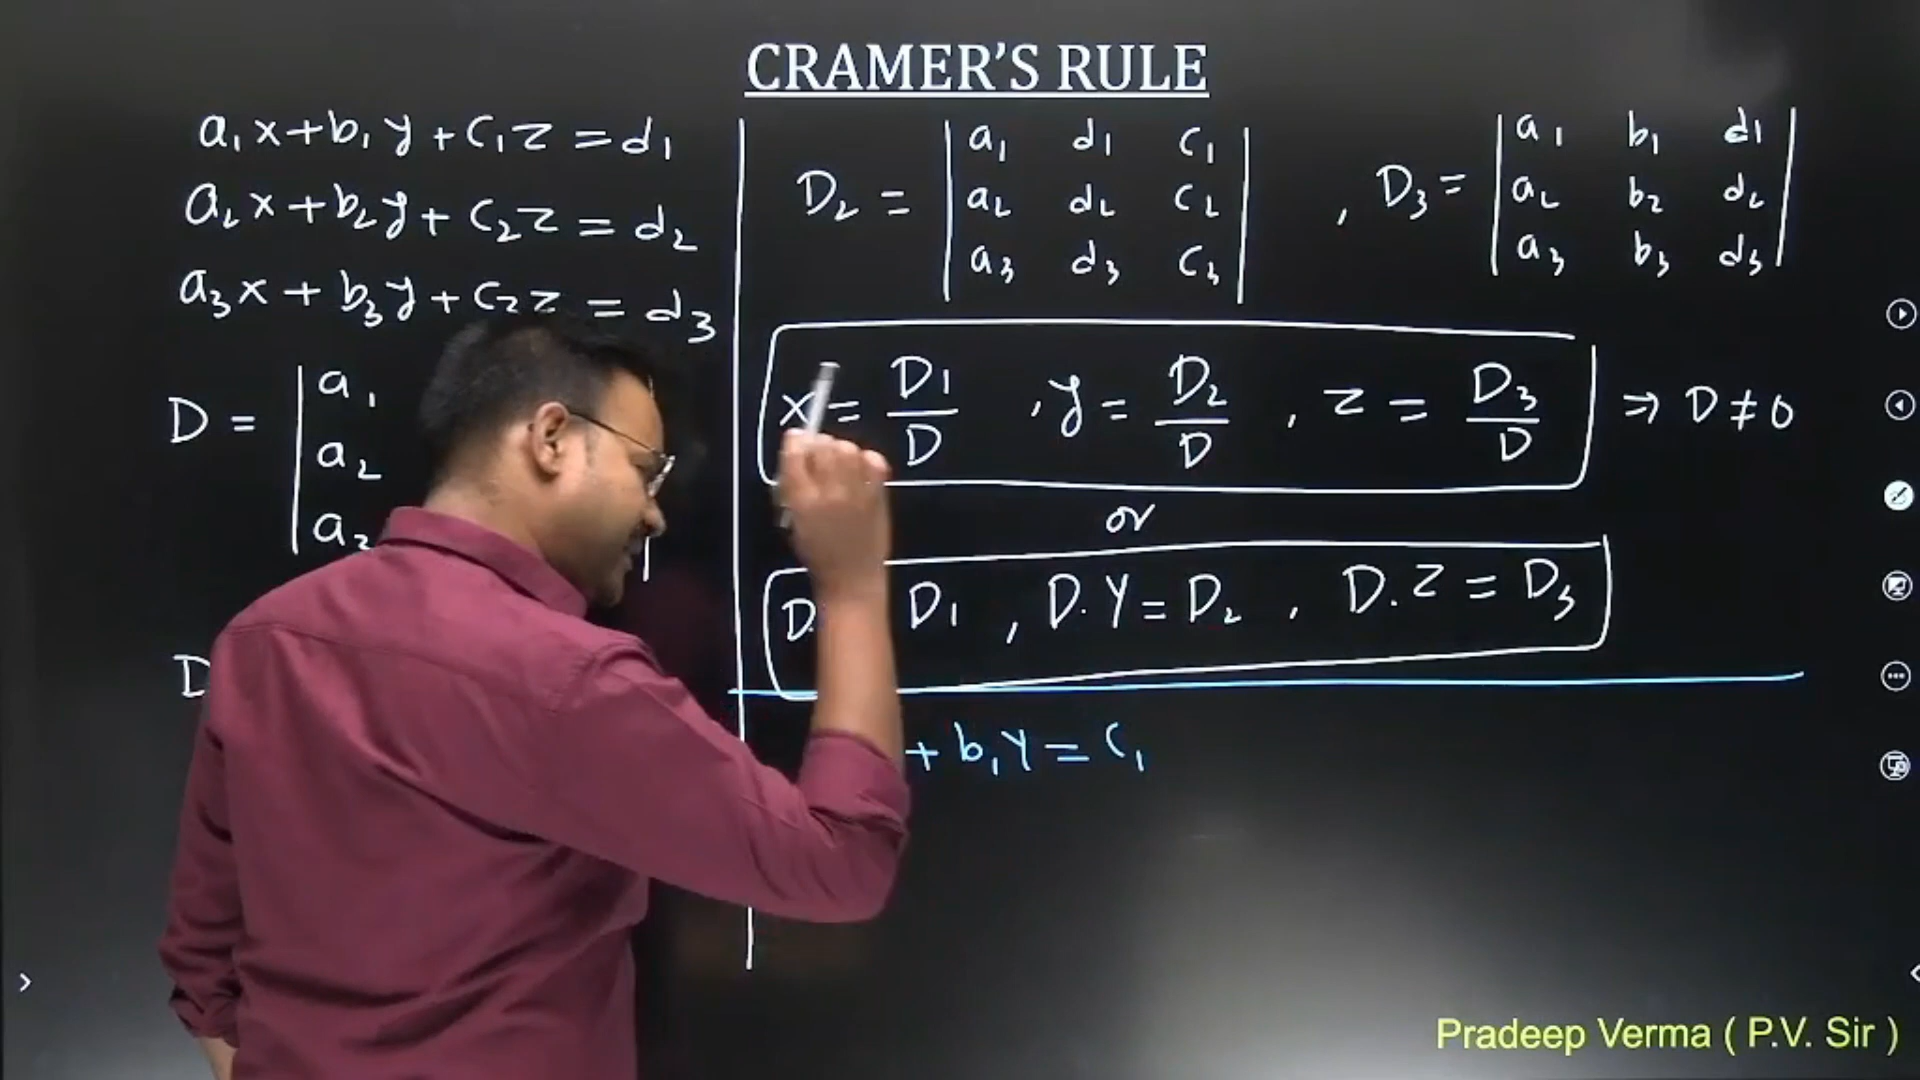 CRAMER'S RULE
a₁x+b₁y+c₁z=d₁
a₂x+b₂y+c₂z=d₂
a₃x+b₃y+c₃z=d₃
D = | a₁
a₂
a₃
D
D₂ = | a₁ d₁ c₁ |
a₂ d₂ c₂
a₃ d₃ c₃
, D₃ = | a₁ b₁ d₁ |
a₂ b₂ d₂
a₃ b₃ d₃
x = D₁/D , y = D₂/D , z = D₃/D ⇒ D≠0
or
D. D₁ , D.Y=D₂ , D.Z=D₃
+ b₁Y=C₁
Pradeep Verma ( P.V. Sir )